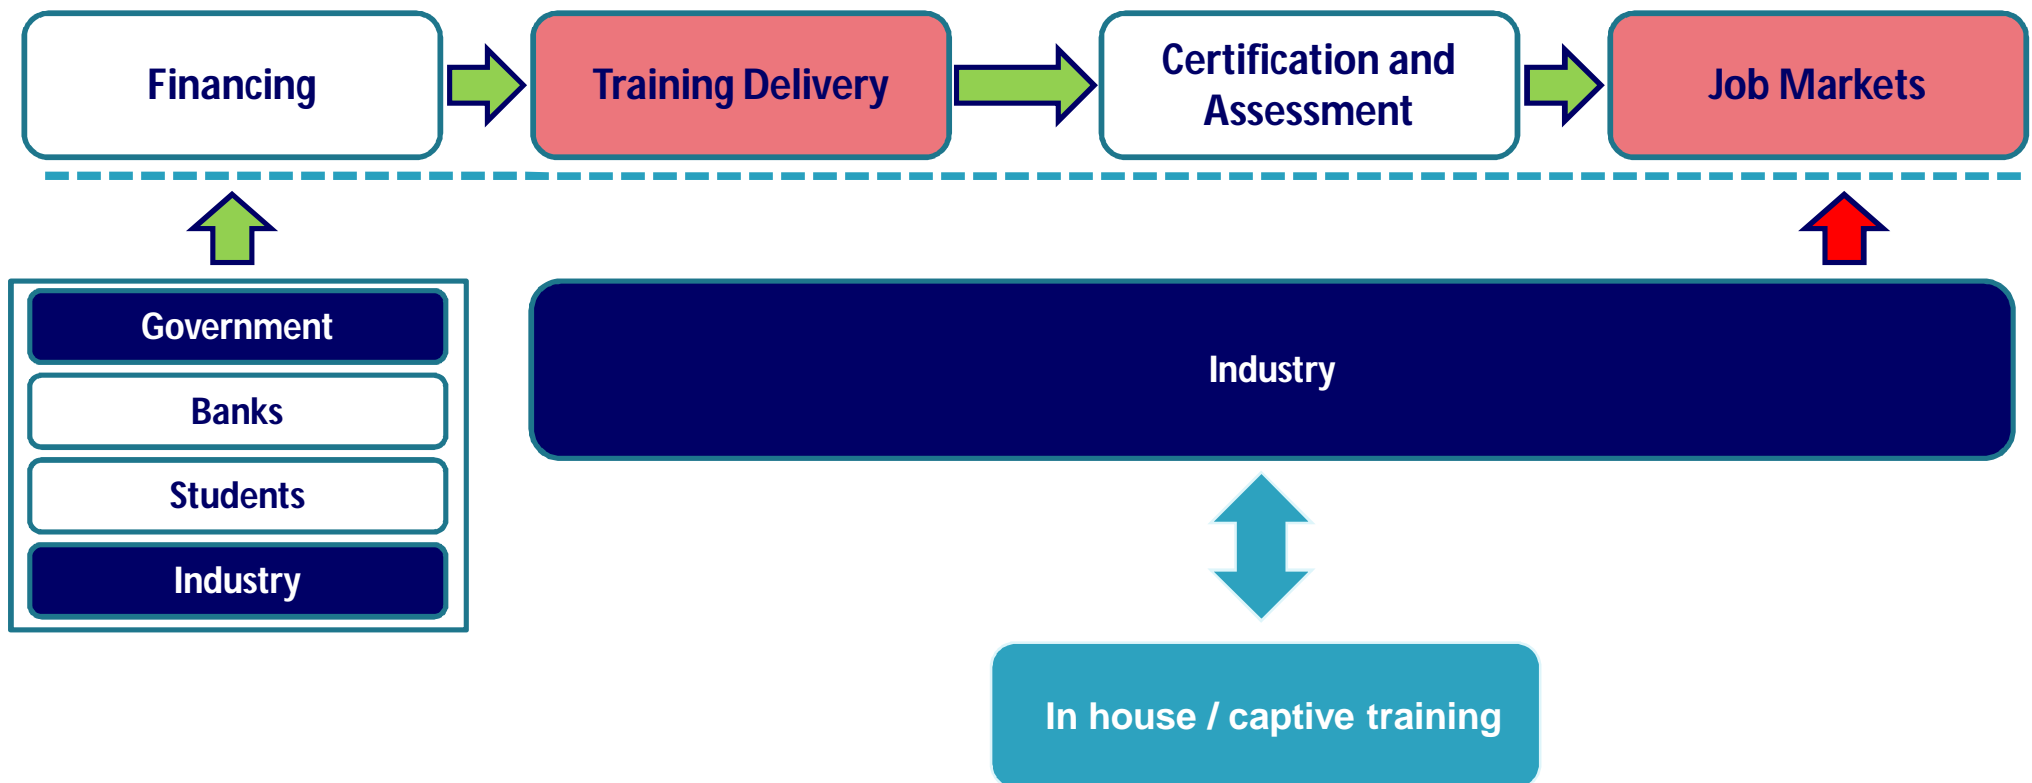 Financing
Training Delivery
Certification and
Assessment
Job Markets
Government
Banks
Students
Industry
Industry
In house / captive training